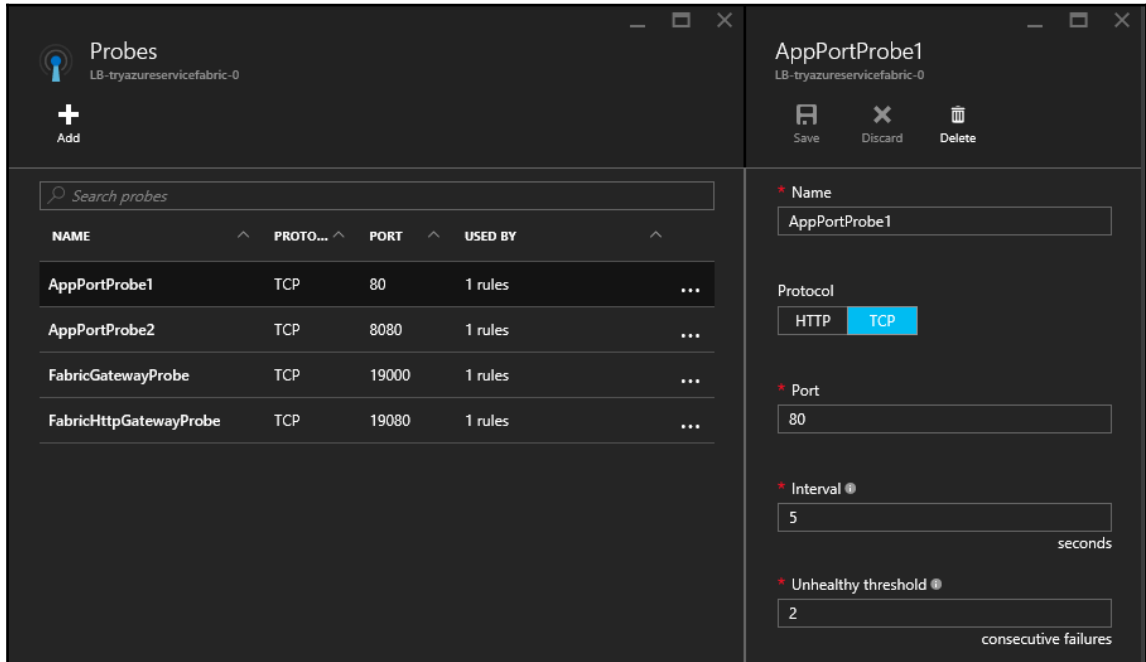 Probes
LB-tryazureservicefabric-0
Add
Search probes
NAME PROTO... PORT USED BY
AppPortProbe1 TCP 80 1 rules ...
AppPortProbe2 TCP 8080 1 rules ...
FabricGatewayProbe TCP 19000 1 rules ...
FabricHttpGatewayProbe TCP 19080 1 rules ...
AppPortProbe1
LB-tryazureservicefabric-0
Save Discard Delete
* Name
AppPortProbe1
Protocol
HTTP TCP
* Port
80
* Interval
5
seconds
* Unhealthy threshold
2
consecutive failures